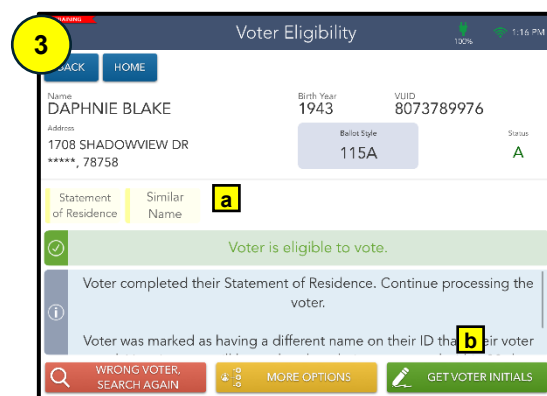 TRAINING
3
Voter Eligibility
100%
1:16 PM
BACK
HOME
Name
DAPHNIE BLAKE
Birth Year
1943
VUID
8073789976
Address
1708 SHADOWVIEW DR
*****, 78758
Ballot Style
115A
Status
A
Statement
of Residence
Similar
Name
a
Voter is eligible to vote.
Voter completed their Statement of Residence. Continue processing the
voter.
Voter was marked as having a different name on their ID than their voter
b
WRONG VOTER,
SEARCH AGAIN
MORE OPTIONS
GET VOTER INITIALS